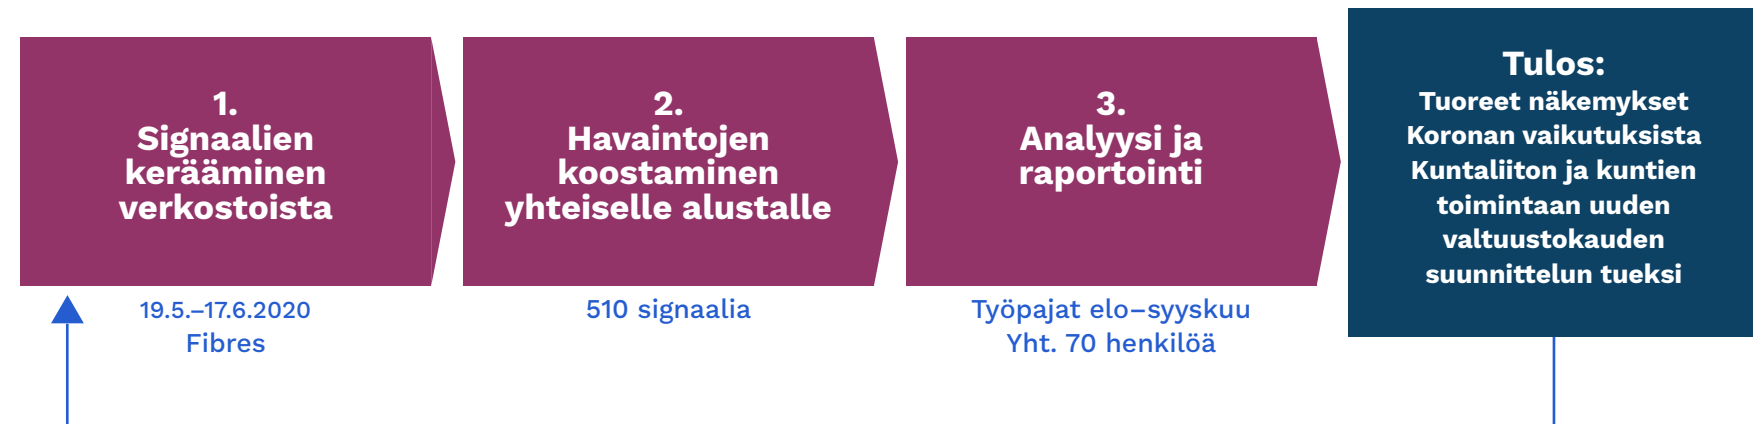 1.
Signaalien
kerääminen
verkostoista
19.5.–17.6.2020
Fibres
2.
Havaintojen
koostaminen
yhteiselle alustalle
510 signaalia
3.
Analyysi ja
raportointi
Työpajat elo–syyskuu
Yht. 70 henkilöä
Tulos:
Tuoreet näkemykset
Koronan vaikutuksista
Kuntaliiton ja kuntien
toimintaan uuden
valtuustokauden
suunnittelun tueksi